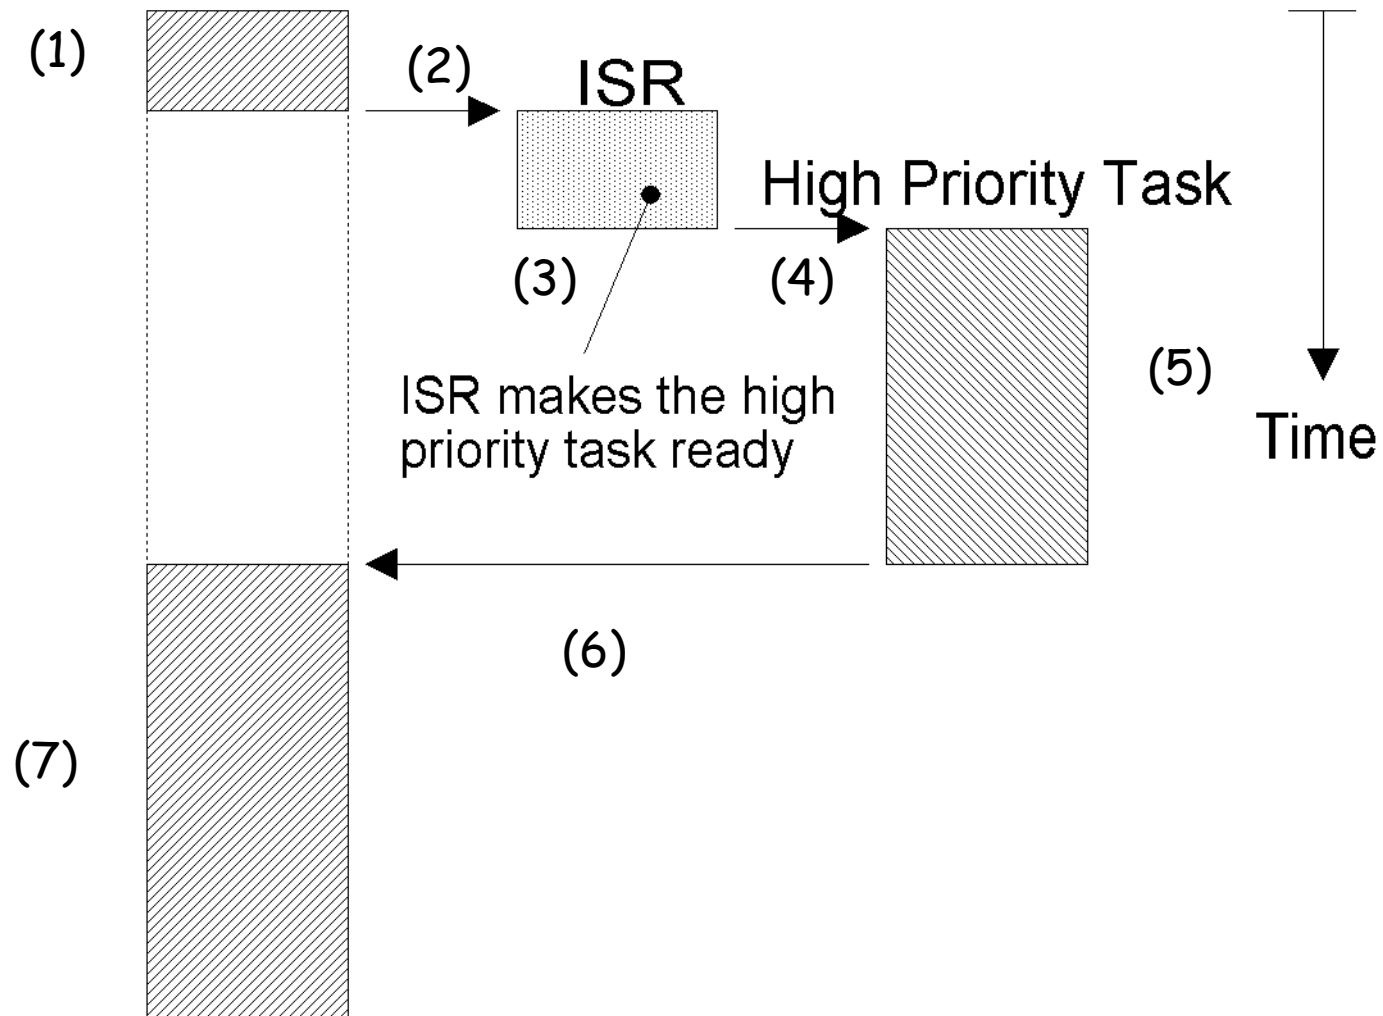 (1)
(2)
ISR
High Priority Task
(3)
(4)
(5)
ISR makes the high
priority task ready
Time
(6)
(7)